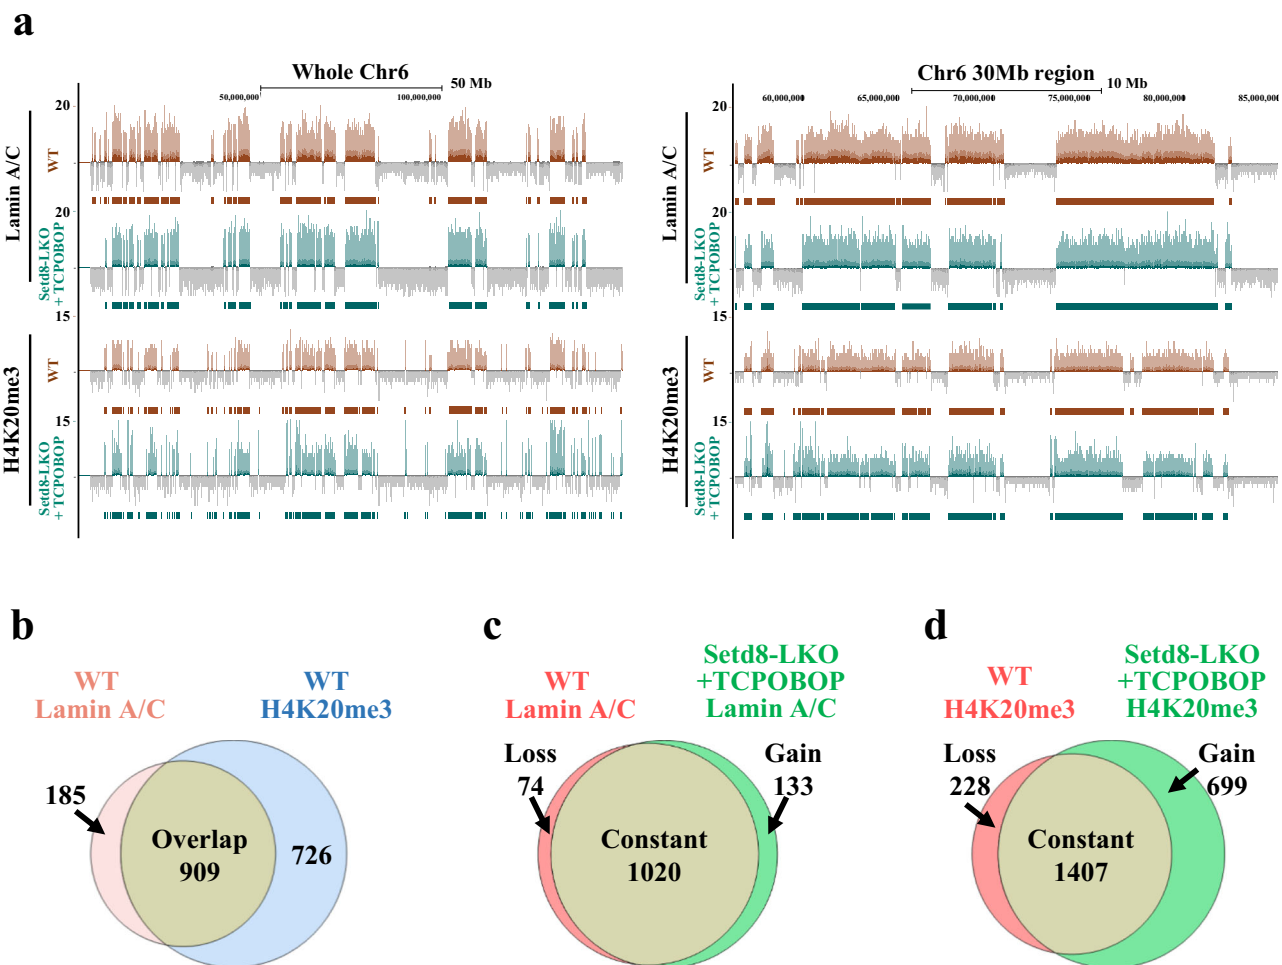 a
Whole Chr6
50 Mb
50,000,000
100,000,000
Chr6 30Mb region
10 Mb
60,000,000
65,000,000
70,000,000
75,000,000
80,000,000
85,000,000
Lamin A/C
WT
20
Setd8-LKO
+ TCPOBOP
20
H4K20me3
WT
15
Setd8-LKO
+ TCPOBOP
15
Lamin A/C
WT
20
Setd8-LKO
+ TCPOBOP
20
H4K20me3
WT
15
Setd8-LKO
+ TCPOBOP
15
b
WT
Lamin A/C
WT
H4K20me3
185
Overlap
909
726
c
WT
Lamin A/C
Setd8-LKO
+TCPOBOP
Lamin A/C
Loss
74
Gain
133
Constant
1020
d
WT
H4K20me3
Setd8-LKO
+TCPOBOP
H4K20me3
Loss
228
Gain
699
Constant
1407